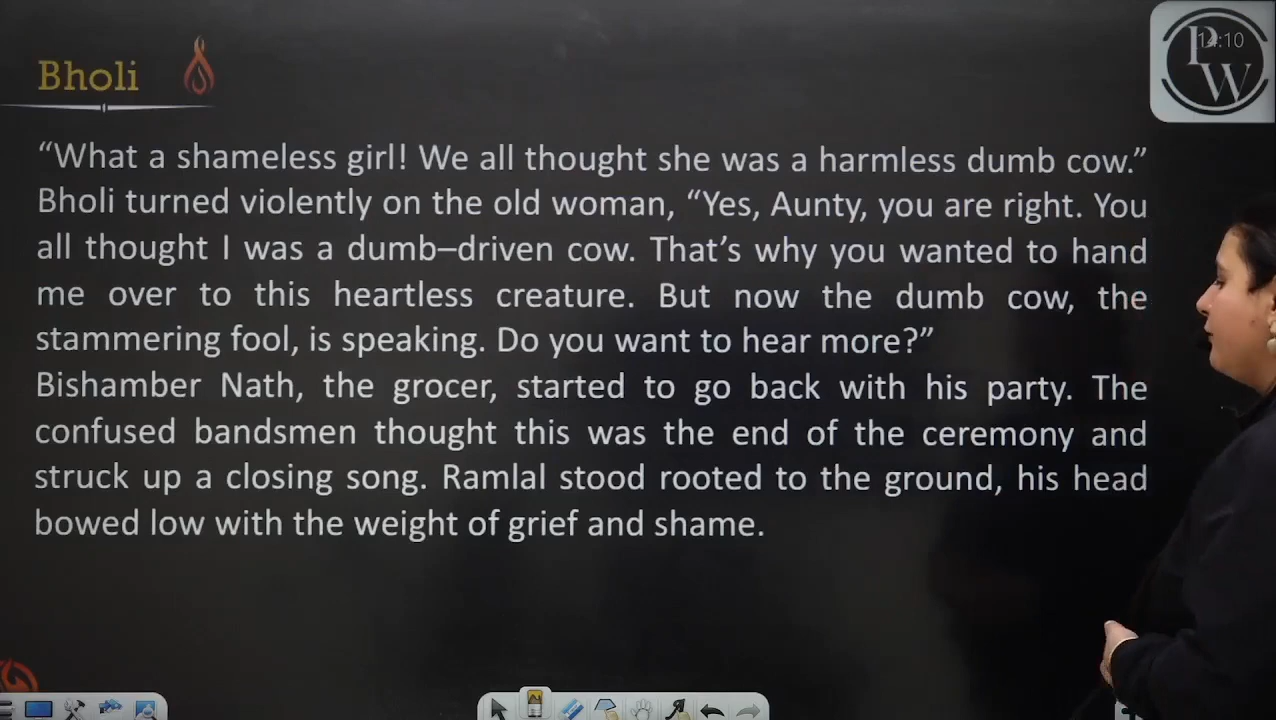 Bholi
14:10
P
W
“What a shameless girl! We all thought she was a harmless dumb cow.”
Bholi turned violently on the old woman, “Yes, Aunty, you are right. You
all thought I was a dumb–driven cow. That’s why you wanted to hand
me over to this heartless creature. But now the dumb cow, the
stammering fool, is speaking. Do you want to hear more?”
Bishamber Nath, the grocer, started to go back with his party. The
confused bandsmen thought this was the end of the ceremony and
struck up a closing song. Ramlal stood rooted to the ground, his head
bowed low with the weight of grief and shame.